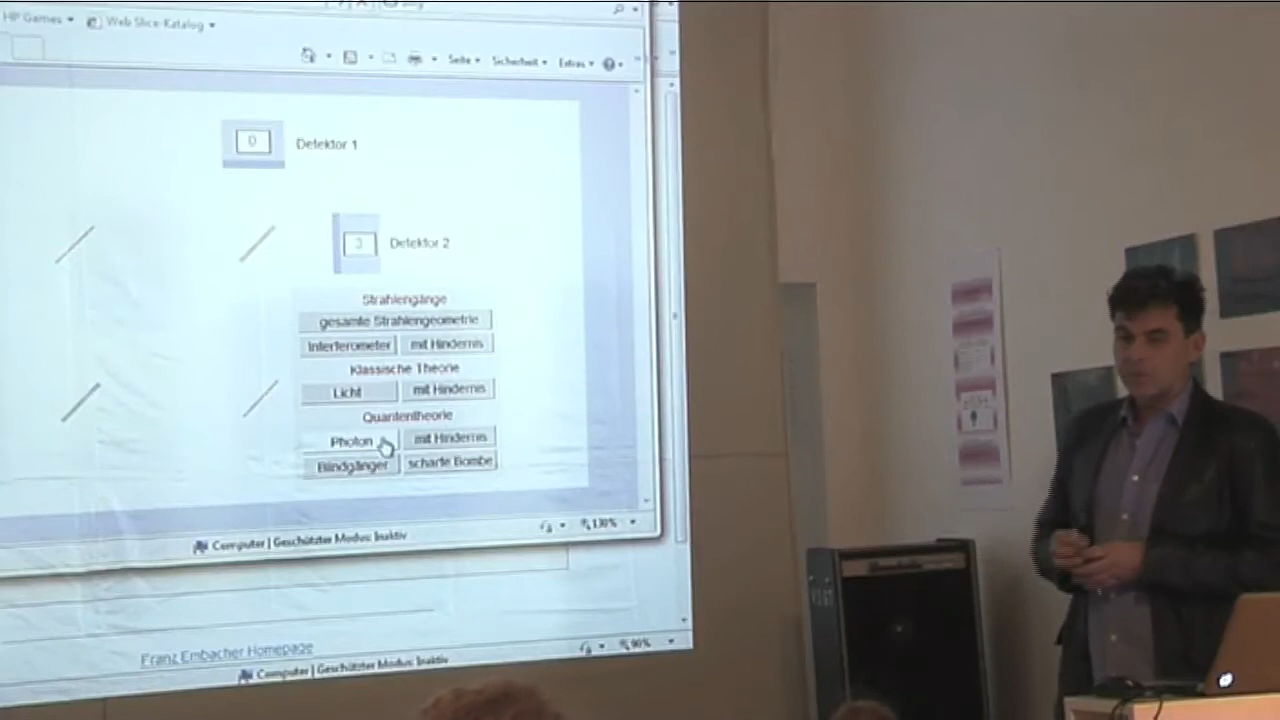 HP Games Web Slice-Katalog
Seite Sicherheit Extras
0 Detektor 1
3 Detektor 2
Strahlengänge
gesamte Strahlengeometrie
Interferometer mit Hindernis
Klassische Theorie
Licht mit Hindernis
Quantentheorie
Photon mit Hindernis
Blindgänger scharfe Bombe
130%
Computer | Geschützter Modus: Inaktiv
Franz Embacher Homepage
90%
Computer | Geschützter Modus: Inaktiv